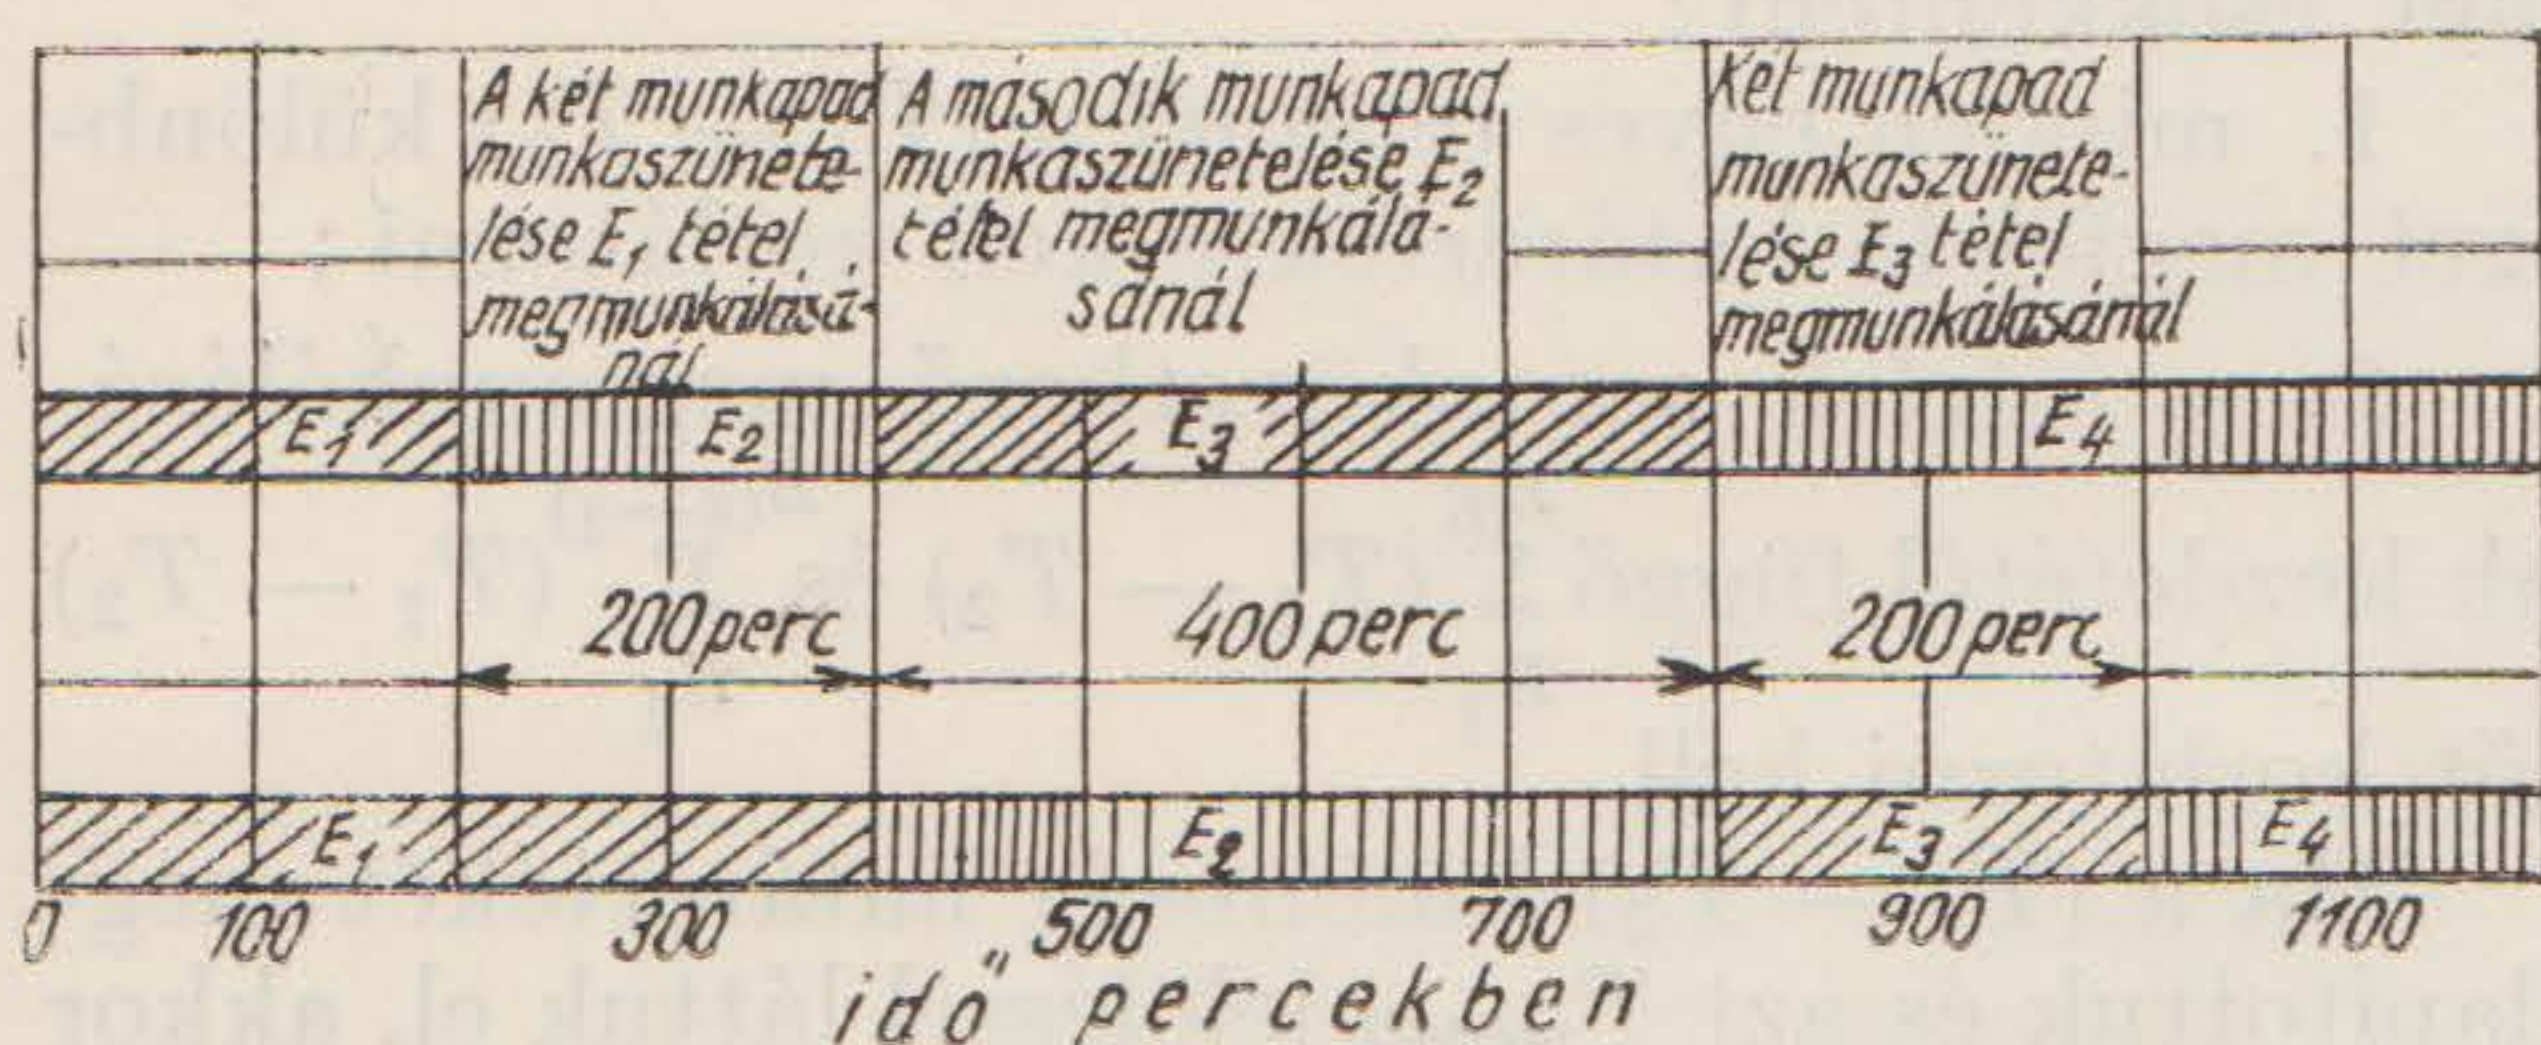 A két munkapad
munkaszünete-
lése E1 tétel
megmunkálásá-
nál
A második munkapad
munkaszünetelése E2
tétel megmunkálá-
sánál
Két munkapad
munkaszünete-
lése E3 tétel
megmunkálásánál
E1 E2 E3 E4
200 perc 400 perc 200 perc
E1 E2 E3 E4
0 100 300 500 700 900 1100
idő percekben